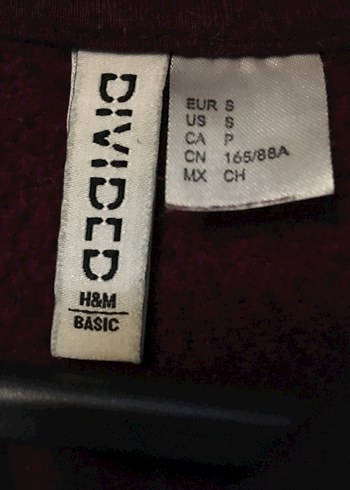 DIVIDED
H&M
BASIC
EUR S
US S
CA P
CN 165/88A
MX CH